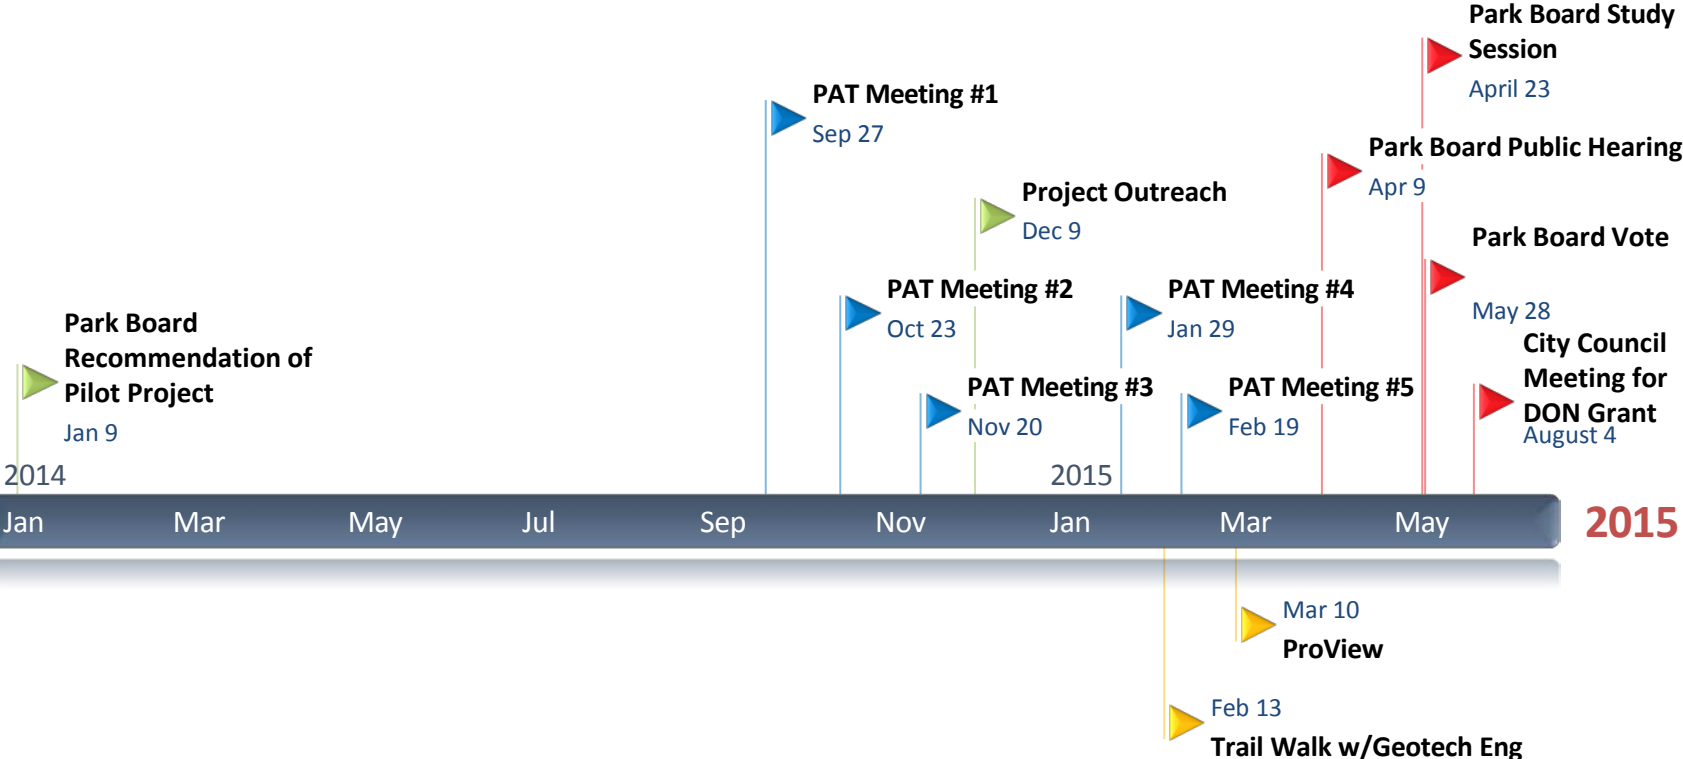 Park Board Study
Session
April 23
PAT Meeting #1
Sep 27
Park Board Public Hearing
Apr 9
Project Outreach
Dec 9
Park Board Vote
May 28
PAT Meeting #2
Oct 23
PAT Meeting #4
Jan 29
Park Board
Recommendation of
Pilot Project
Jan 9
City Council
Meeting for
DON Grant
August 4
PAT Meeting #3
Nov 20
PAT Meeting #5
Feb 19
2014
2015
Jan Mar May Jul Sep Nov Jan Mar May
2015
Mar 10
ProView
Feb 13
Trail Walk w/Geotech Eng